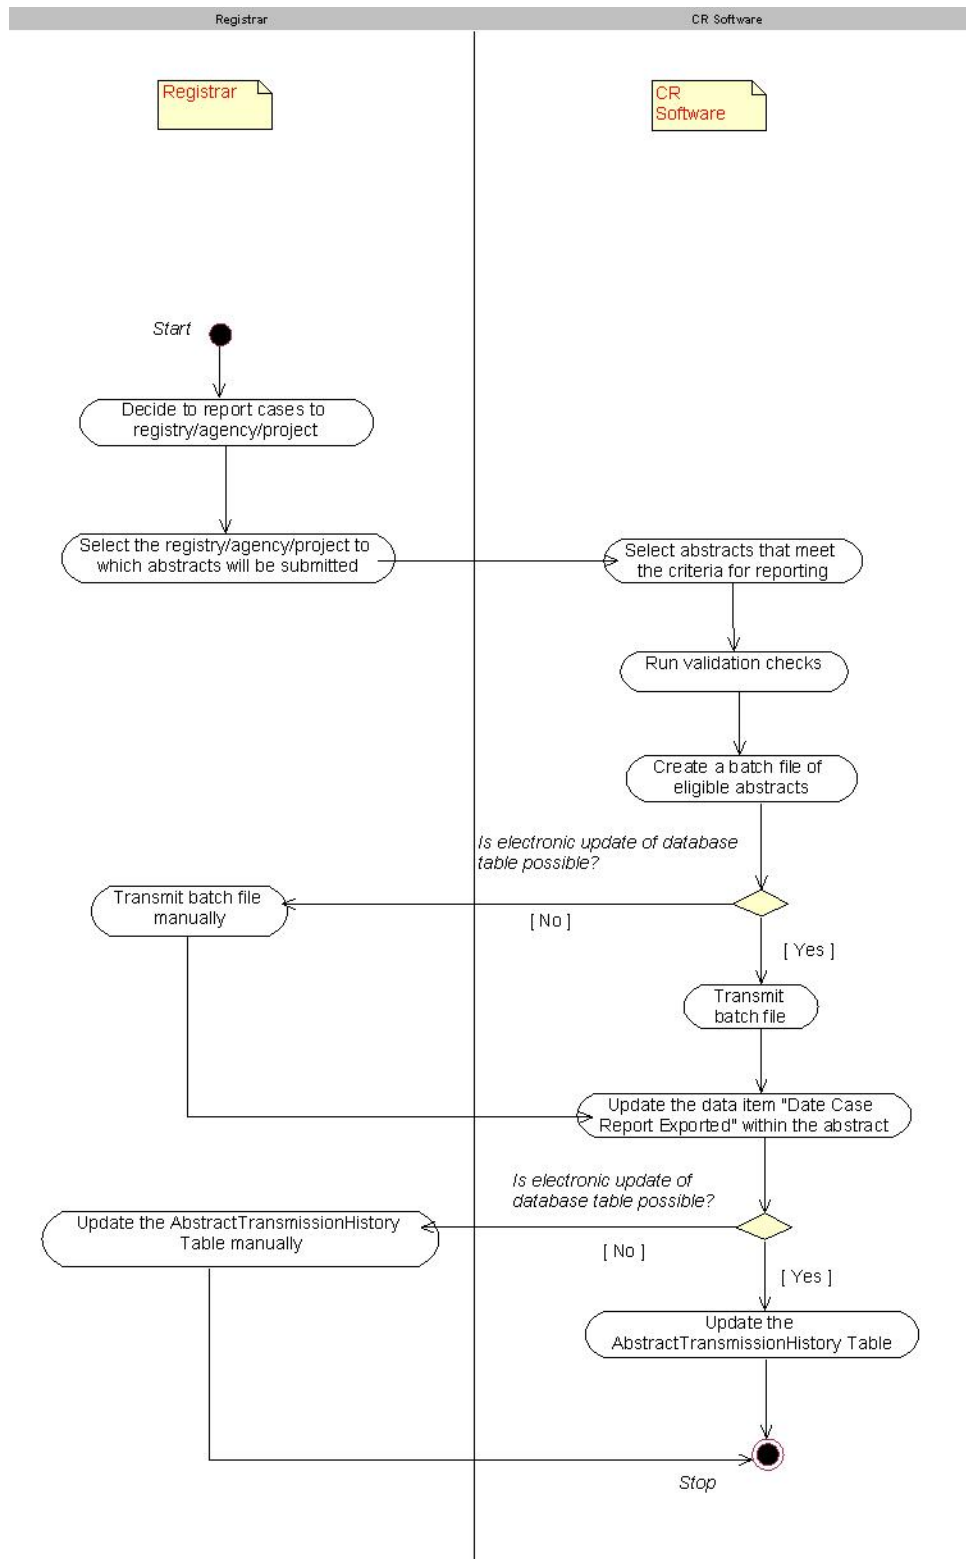 Registrar
CR Software
Registrar
CR
Software
Start
Decide to report cases to
registry/agency/project
Select the registry/agency/project to
which abstracts will be submitted
Select abstracts that meet
the criteria for reporting
Run validation checks
Create a batch file of
eligible abstracts
Is electronic update of database
table possible?
Transmit batch file
manually
[ No ]
[ Yes ]
Transmit
batch file
Update the data item "Date Case
Report Exported" within the abstract
Is electronic update of
database table possible?
Update the AbstractTransmissionHistory
Table manually
[ No ]
[ Yes ]
Update the
AbstractTransmissionHistory Table
Stop